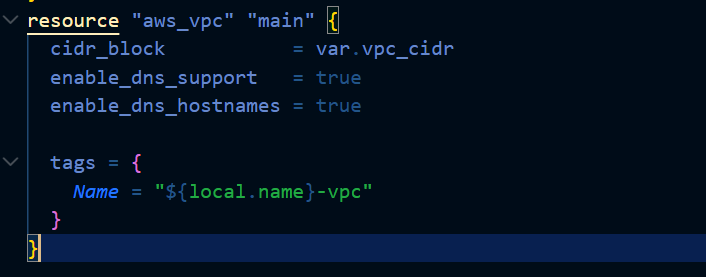 resource "aws_vpc" "main" {
  cidr_block           = var.vpc_cidr
  enable_dns_support   = true
  enable_dns_hostnames = true

  tags = {
    Name = "${local.name}-vpc"
  }
}